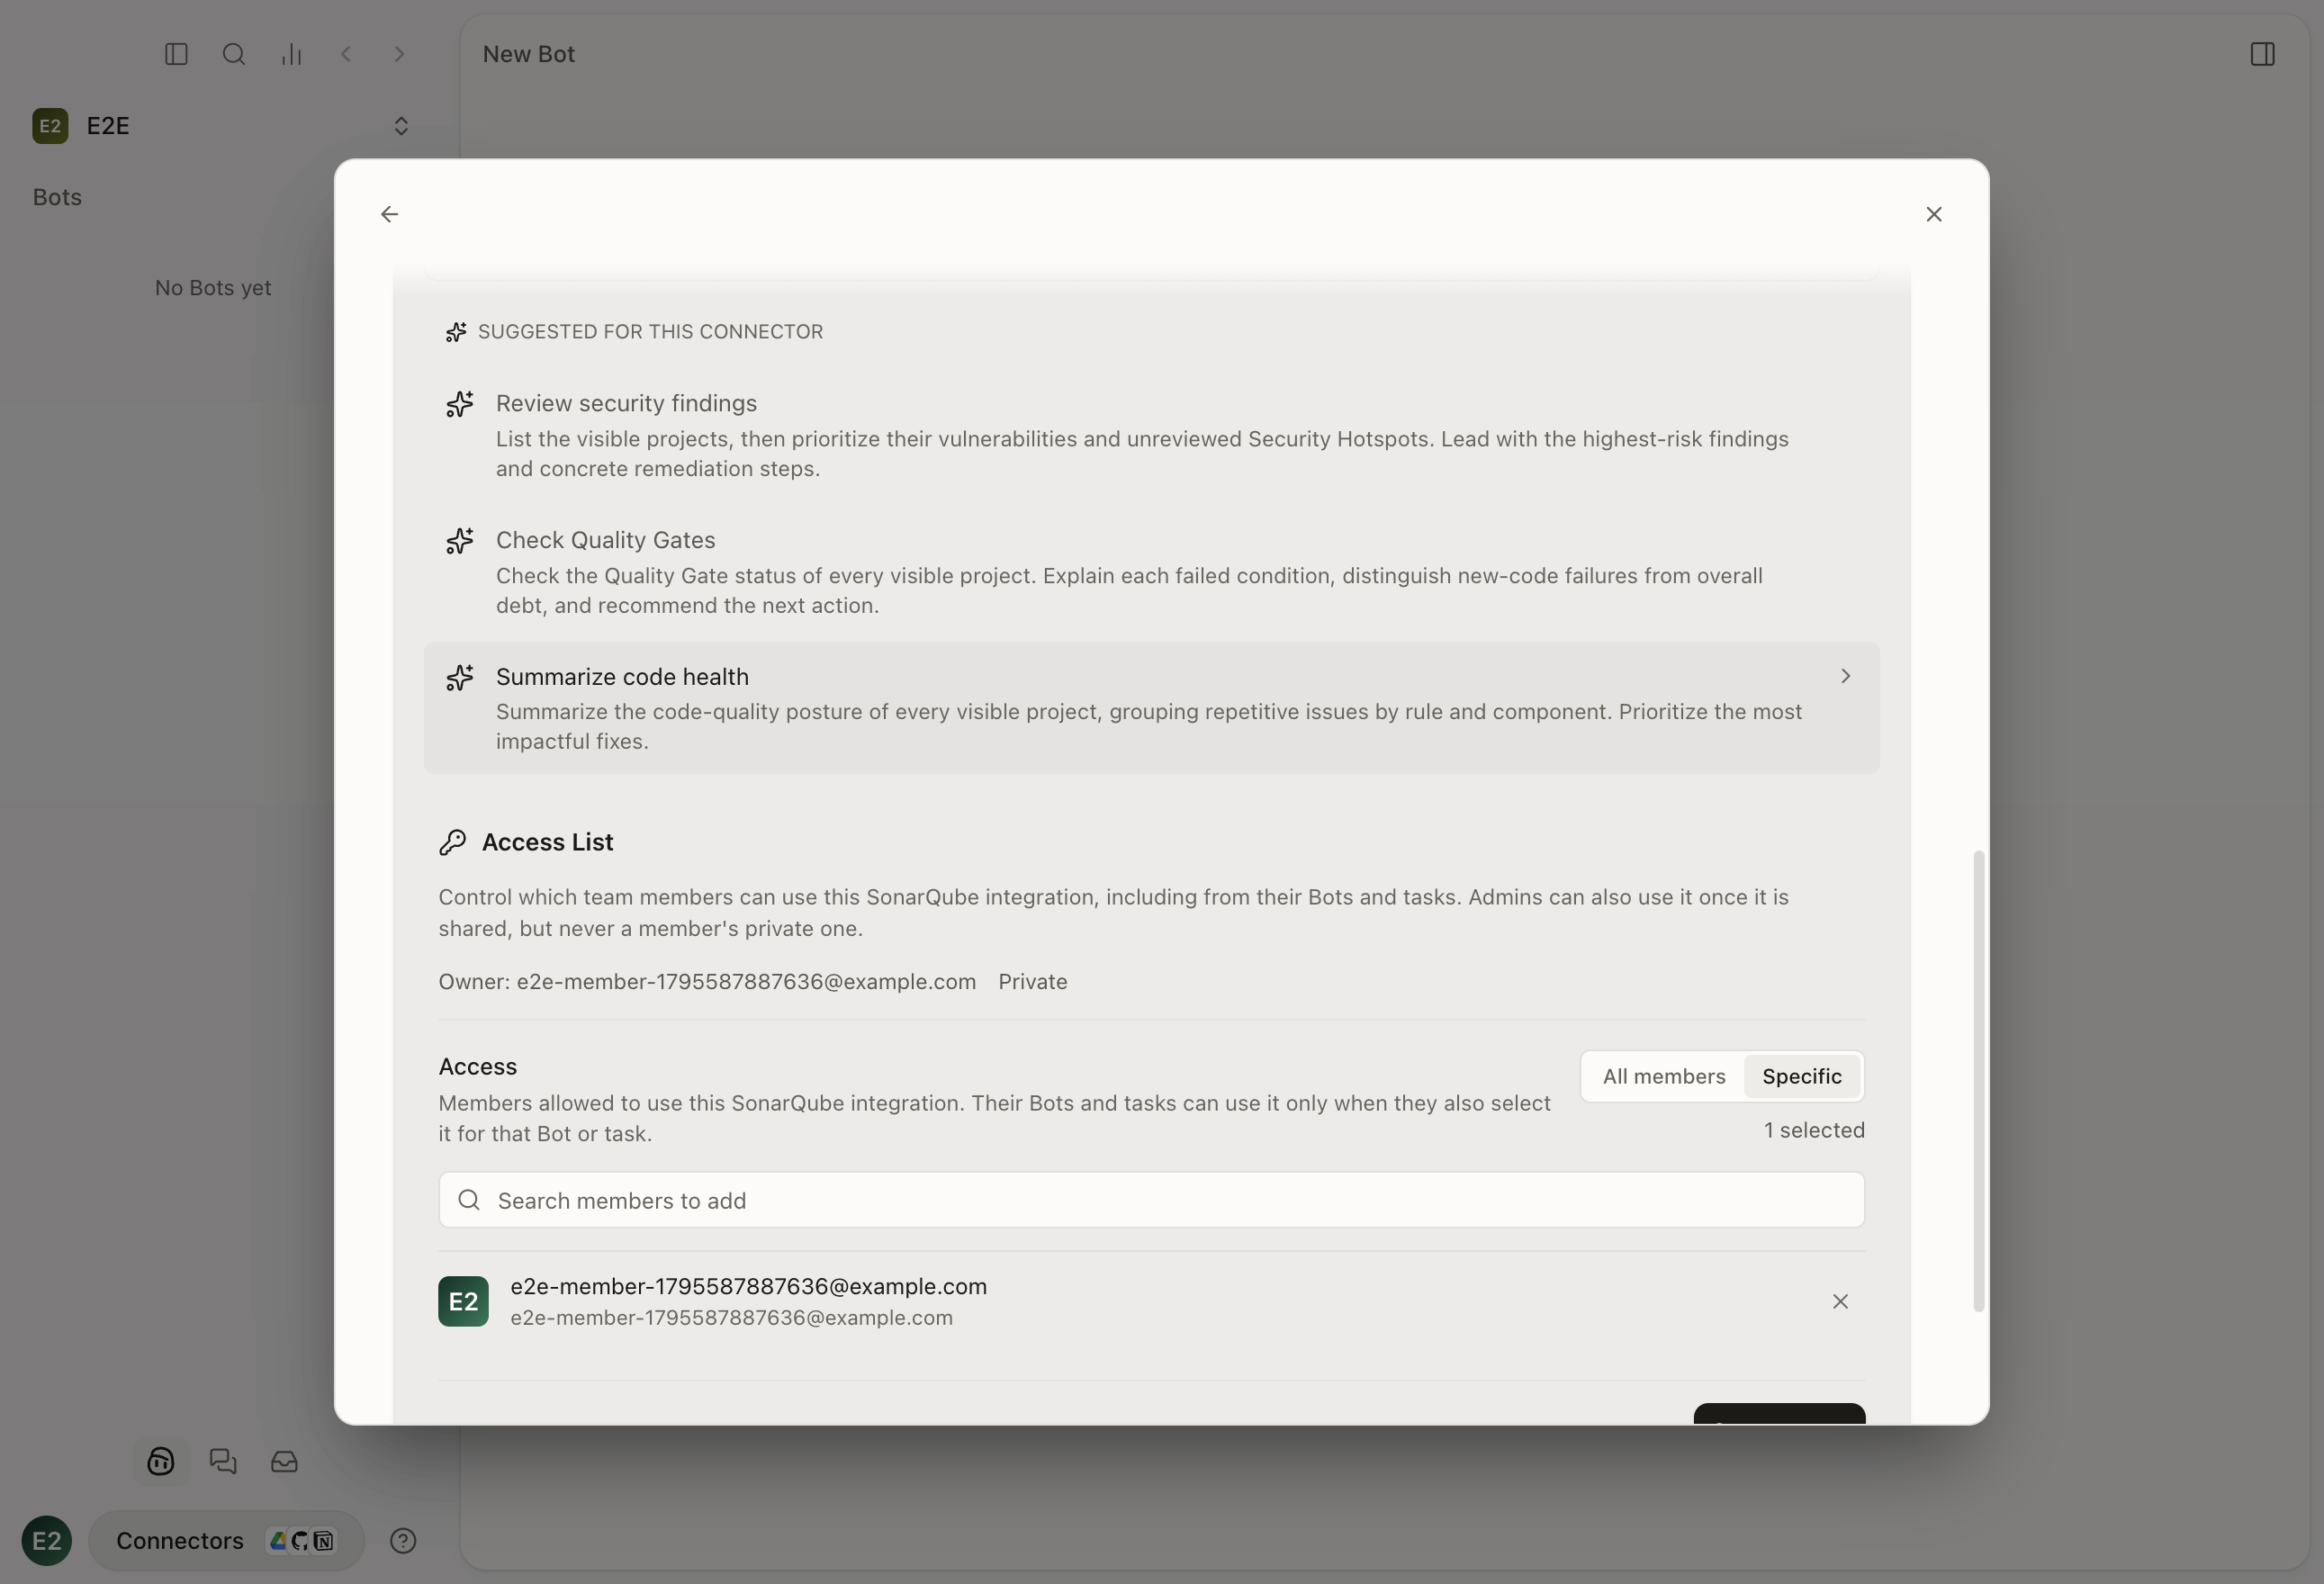 New Bot
E2 E2E
Bots
No Bots yet
SUGGESTED FOR THIS CONNECTOR
Review security findings
List the visible projects, then prioritize their vulnerabilities and unreviewed Security Hotspots. Lead with the highest-risk findings
and concrete remediation steps.
Check Quality Gates
Check the Quality Gate status of every visible project. Explain each failed condition, distinguish new-code failures from overall
debt, and recommend the next action.
Summarize code health
Summarize the code-quality posture of every visible project, grouping repetitive issues by rule and component. Prioritize the most
impactful fixes.
Access List
Control which team members can use this SonarQube integration, including from their Bots and tasks. Admins can also use it once it is
shared, but never a member's private one.
Owner: e2e-member-1795587887636@example.com Private
Access
All members Specific
Members allowed to use this SonarQube integration. Their Bots and tasks can use it only when they also select
it for that Bot or task.
1 selected
Search members to add
E2
e2e-member-1795587887636@example.com
e2e-member-1795587887636@example.com
E2 Connectors